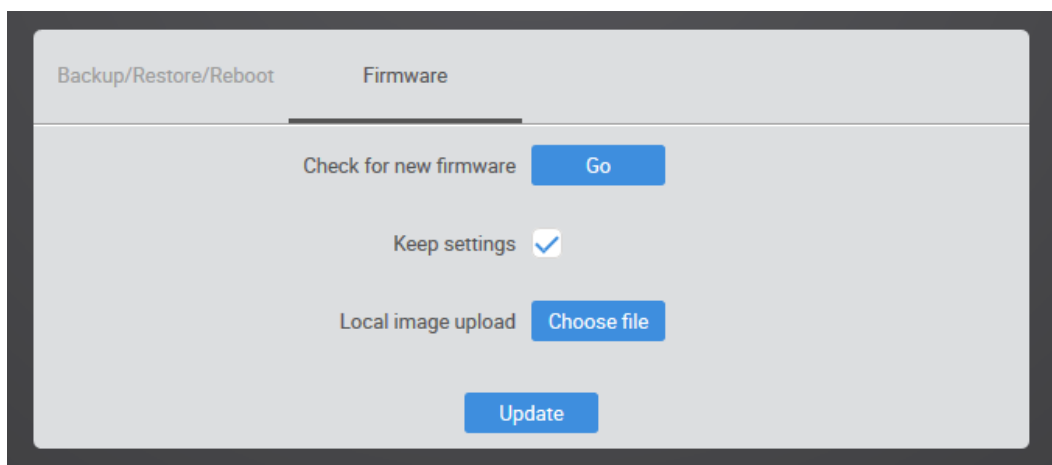 Backup/Restore/Reboot Firmware
Check for new firmware Go
Keep settings
Local image upload Choose file
Update